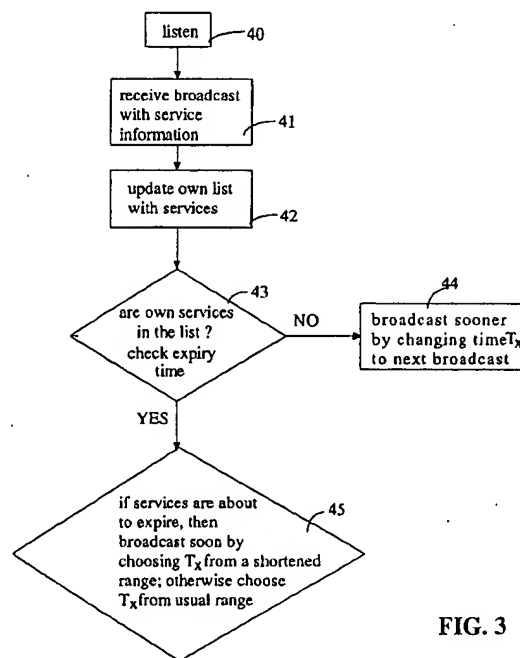 listen
40
receive broadcast
with service
information
41
update own list
with services
42
43
are own services
in the list ?
check expiry
time
NO
44
broadcast sooner
by changing timeTx
to next broadcast
YES
45
if services are about
to expire, then
broadcast soon by
choosing Tx from a shortened
range; otherwise choose
Tx from usual range
FIG. 3